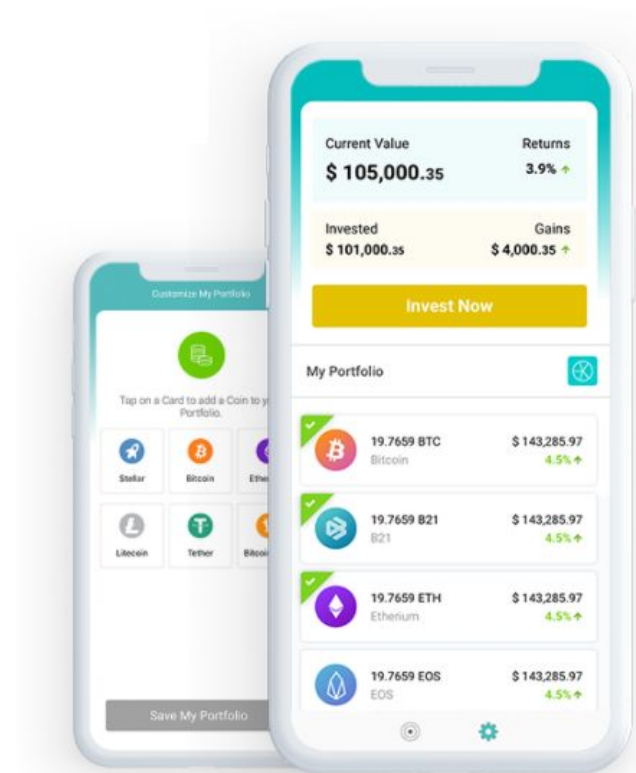 Current Value Returns
$ 105,000.35 3.9%
Invested Gains
$ 101,000.35 $ 4,000.35
Invest Now
My Portfolio
19.7659 BTC $ 143,285.97
Bitcoin 4.5%
19.7659 B21 $ 143,285.97
B21 4.5%
19.7659 ETH $ 143,285.97
Etherium 4.5%
19.7659 EOS $ 143,285.97
EOS 4.5%
Customize My Portfolio
Tap on a Card to add a Coin to
Portfolio.
Stellar Bitcoin
Litecoin Tether
Save My Portfolio